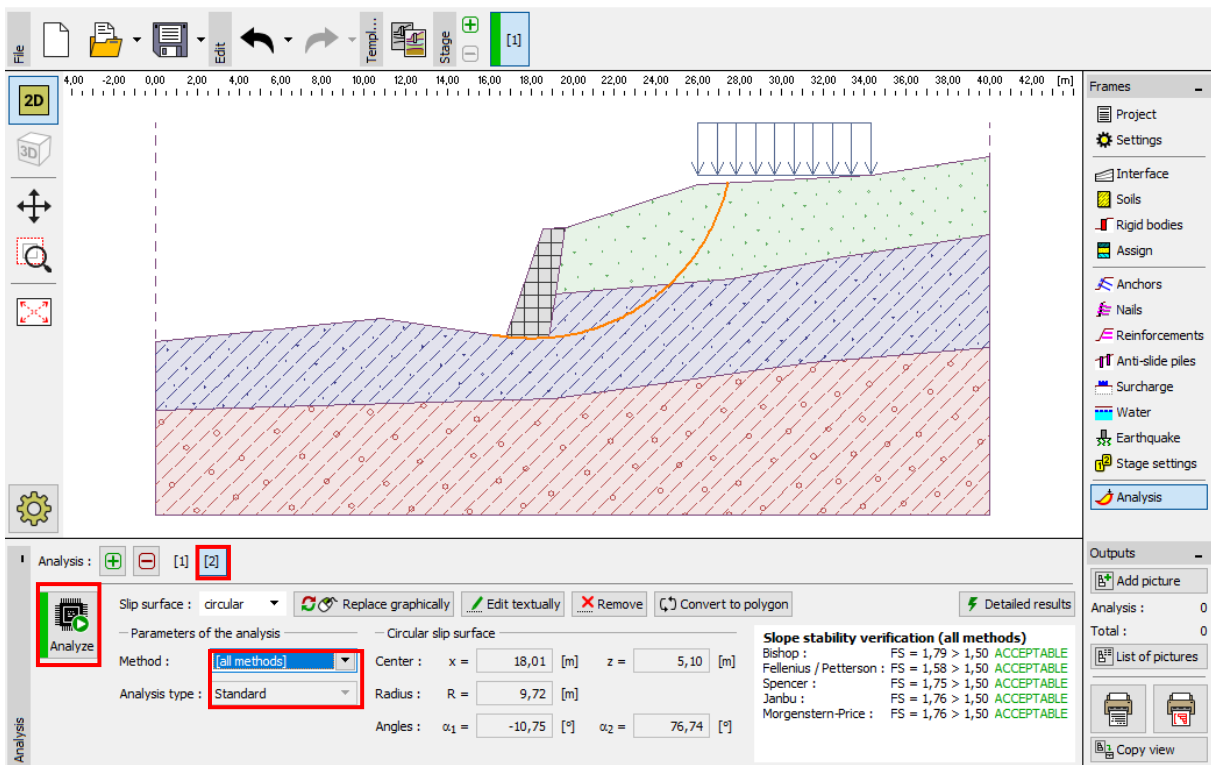 File
Edit
Templ...
Stage
[1]
2D
3D
4,00 -2,00 0,00 2,00 4,00 6,00 8,00 10,00 12,00 14,00 16,00 18,00 20,00 22,00 24,00 26,00 28,00 30,00 32,00 34,00 36,00 38,00 40,00 42,00 [m]
Frames
Project
Settings
Interface
Soils
Rigid bodies
Assign
Anchors
Nails
Reinforcements
Anti-slide piles
Surcharge
Water
Earthquake
Stage settings
Analysis
Analysis : [1] [2]
Analyze
Slip surface : circular Replace graphically Edit textually Remove Convert to polygon Detailed results
Parameters of the analysis
Method : [all methods]
Analysis type : Standard
Circular slip surface
Center : x = 18,01 [m] z = 5,10 [m]
Radius : R = 9,72 [m]
Angles : α1 = -10,75 [°] α2 = 76,74 [°]
Slope stability verification (all methods)
Bishop : FS = 1,79 > 1,50 ACCEPTABLE
Fellenius / Petterson : FS = 1,58 > 1,50 ACCEPTABLE
Spencer : FS = 1,75 > 1,50 ACCEPTABLE
Janbu : FS = 1,76 > 1,50 ACCEPTABLE
Morgenstern-Price : FS = 1,76 > 1,50 ACCEPTABLE
Analysis
Outputs
Add picture
Analysis : 0
Total : 0
List of pictures
Copy view